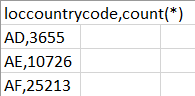 loccountrycode,count(*)
AD,3655
AE,10726
AF,25213